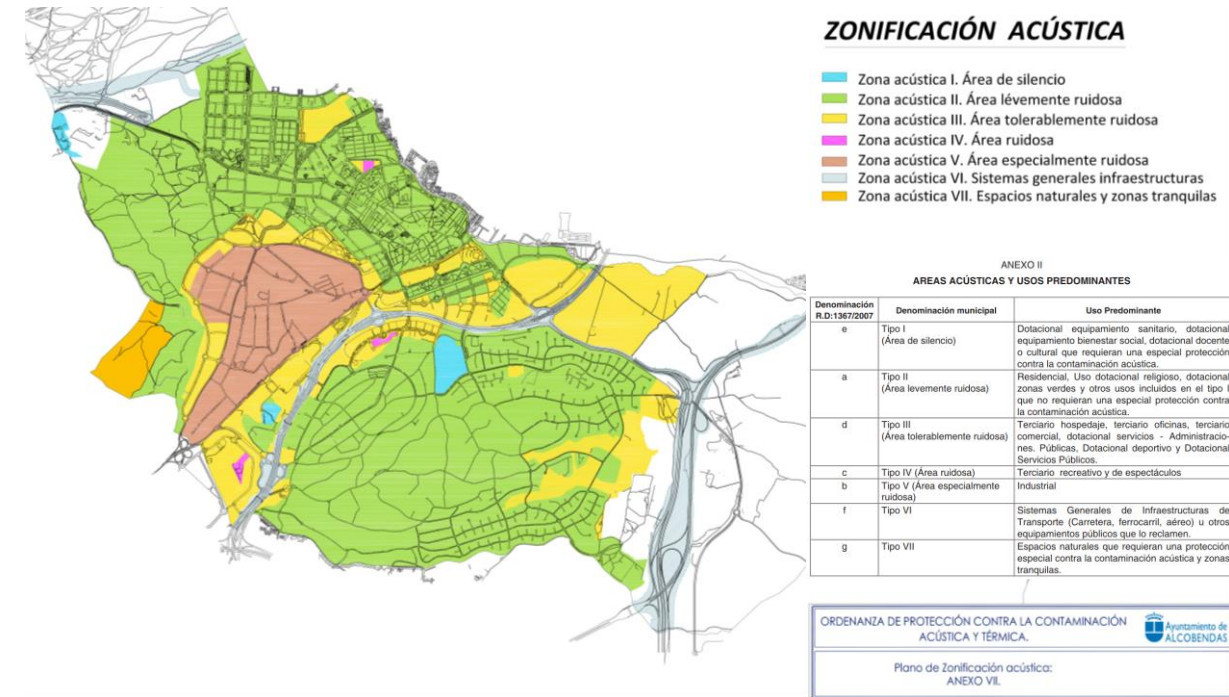 ZONIFICACIÓN ACÚSTICA
Zona acústica I. Área de silencio
Zona acústica II. Área lévemente ruidosa
Zona acústica III. Área tolerablemente ruidosa
Zona acústica IV. Área ruidosa
Zona acústica V. Área especialmente ruidosa
Zona acústica VI. Sistemas generales infraestructuras
Zona acústica VII. Espacios naturales y zonas tranquilas
ANEXO II
AREAS ACÚSTICAS Y USOS PREDOMINANTES
Denominación
R.D:1367/2007
Denominación municipal
Uso Predominante
e
Tipo I
(Área de silencio)
Dotacional equipamiento sanitario, dotacional
equipamiento bienestar social, dotacional docente
o cultural que requieran una especial protección
contra la contaminación acústica.
a
Tipo II
(Área levemente ruidosa)
Residencial, Uso dotacional religioso, dotacional
zonas verdes y otros usos incluidos en el tipo I
que no requieran una especial protección contra
la contaminación acústica.
d
Tipo III
(Área tolerablemente ruidosa)
Terciario hospedaje, terciario oficinas, terciario
comercial, dotacional servicios - Administracio-
nes. Públicas, Dotacional deportivo y Dotacional
Servicios Públicos.
c
Tipo IV (Área ruidosa)
Terciario recreativo y de espectáculos
b
Tipo V (Área especialmente
ruidosa)
Industrial
f
Tipo VI
Sistemas Generales de Infraestructuras de
Transporte (Carretera, ferrocarril, aéreo) u otros
equipamientos públicos que lo reclamen.
g
Tipo VII
Espacios naturales que requieran una protección
especial contra la contaminación acústica y zonas
tranquilas.
ORDENANZA DE PROTECCIÓN CONTRA LA CONTAMINACIÓN
ACÚSTICA Y TÉRMICA.
Ayuntamiento de
ALCOBENDAS
Plano de Zonificación acústica:
ANEXO VII.